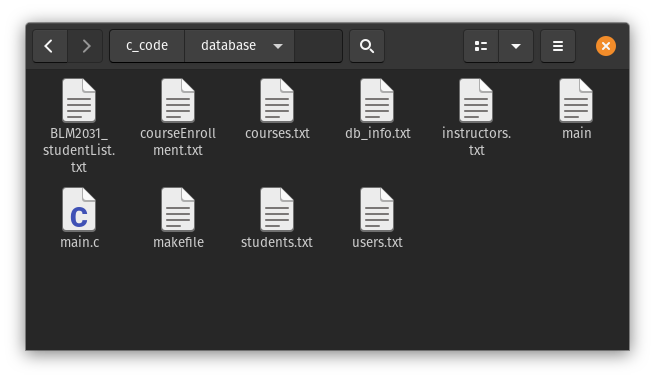 c_code
database
BLM2031_
studentList.
txt
courseEnroll
ment.txt
courses.txt
db_info.txt
instructors.
txt
main
C
main.c
makefile
students.txt
users.txt